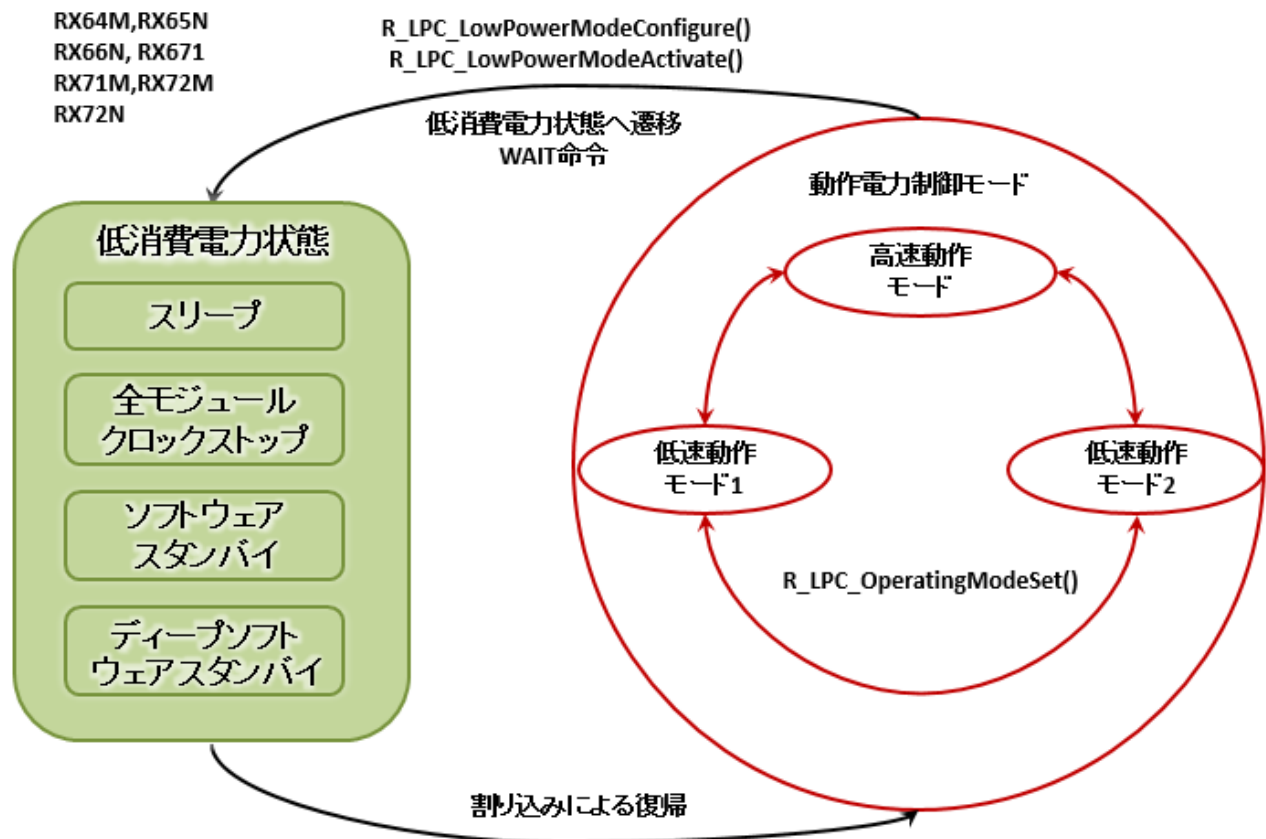 RX64M,RX65N
RX66N, RX671
RX71M,RX72M
RX72N
R_LPC_LowPowerModeConfigure()
R_LPC_LowPowerModeActivate()
低消費電力状態へ遷移
WAIT命令
低消費電力状態
スリープ
全モジュール
クロックストップ
ソフトウェア
スタンバイ
ディープソフト
ウェアスタンバイ
動作電力制御モード
高速動作
モード
低速動作
モード1
低速動作
モード2
R_LPC_OperatingModeSet()
割り込みによる復帰